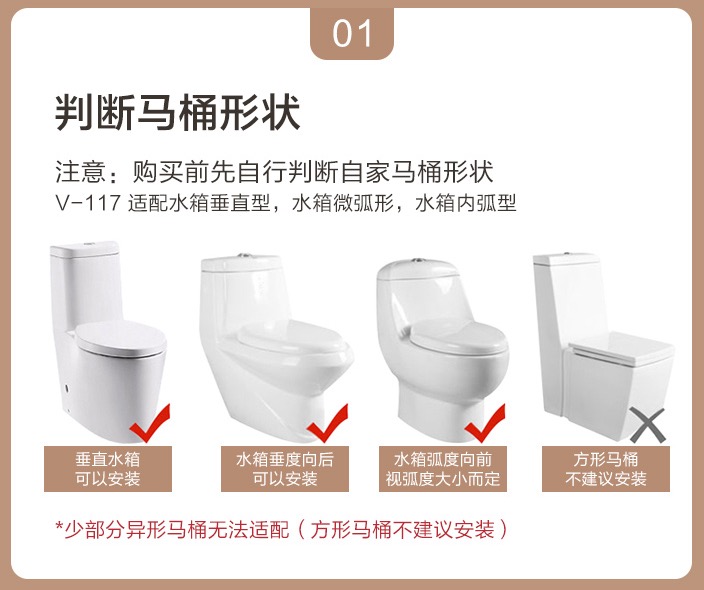 01
判断马桶形状
注意：购买前先自行判断自家马桶形状
V-117 适配水箱垂直型，水箱微弧形，水箱内弧型
垂直水箱
可以安装
水箱垂度向后
可以安装
水箱弧度向前
视弧度大小而定
方形马桶
不建议安装
*少部分异形马桶无法适配（方形马桶不建议安装）